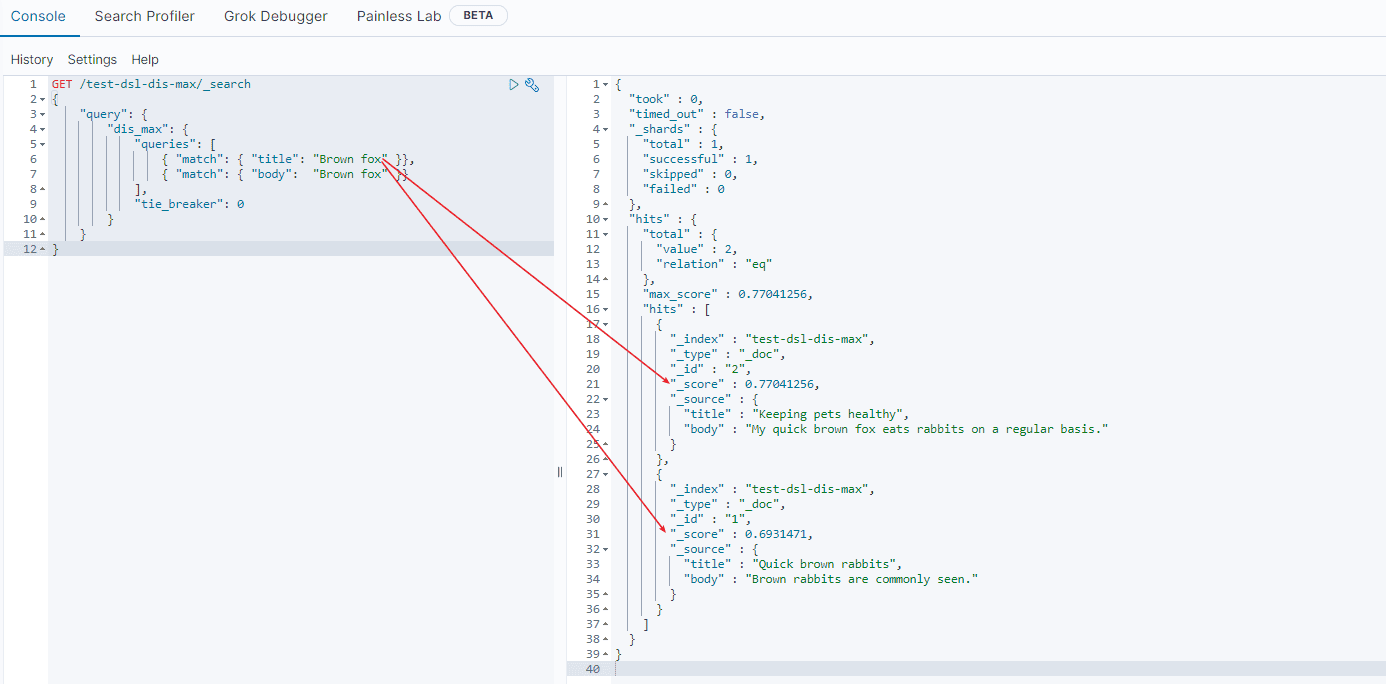 Console Search Profiler Grok Debugger Painless Lab BETA
History Settings Help
1 GET /test-dsl-dis-max/_search
2 {
3 "query": {
4 "dis_max": {
5 "queries": [
6 { "match": { "title": "Brown fox" }},
7 { "match": { "body":  "Brown fox" }}
8 ],
9 "tie_breaker": 0
10 }
11 }
12 }
1 {
2 "took" : 0,
3 "timed_out" : false,
4 "_shards" : {
5 "total" : 1,
6 "successful" : 1,
7 "skipped" : 0,
8 "failed" : 0
9 },
10 "hits" : {
11 "total" : {
12 "value" : 2,
13 "relation" : "eq"
14 },
15 "max_score" : 0.77041256,
16 "hits" : [
17 {
18 "_index" : "test-dsl-dis-max",
19 "_type" : "_doc",
20 "_id" : "2",
21 "_score" : 0.77041256,
22 "_source" : {
23 "title" : "Keeping pets healthy",
24 "body" : "My quick brown fox eats rabbits on a regular basis."
25 }
26 },
27 {
28 "_index" : "test-dsl-dis-max",
29 "_type" : "_doc",
30 "_id" : "1",
31 "_score" : 0.6931471,
32 "_source" : {
33 "title" : "Quick brown rabbits",
34 "body" : "Brown rabbits are commonly seen."
35 }
36 }
37 ]
38 }
39 }
40